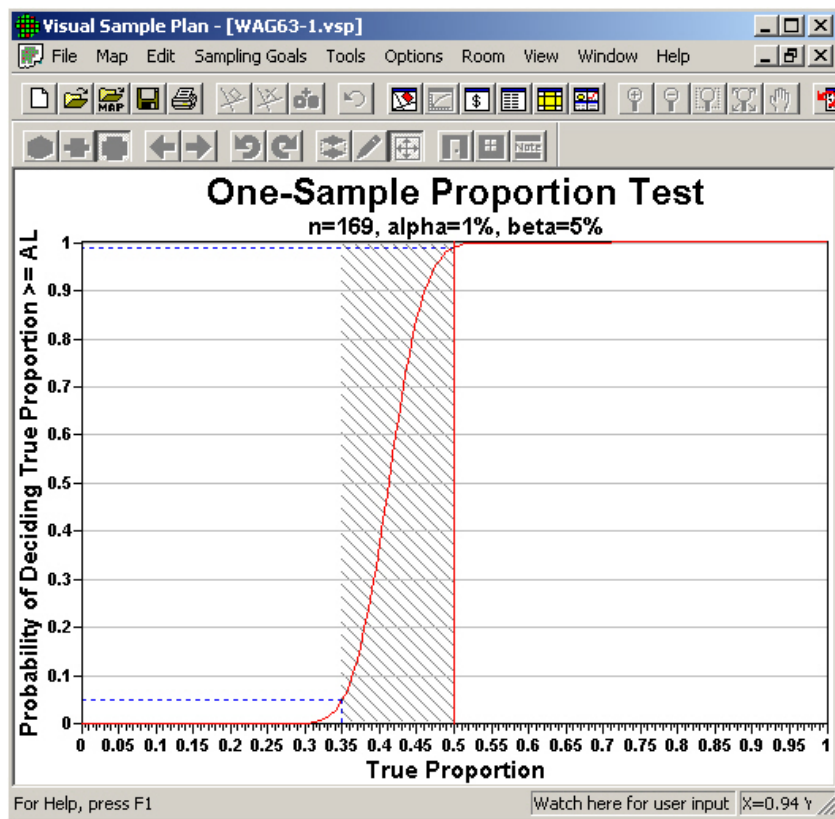 Visual Sample Plan - [WAG63-1.vsp]
File Map Edit Sampling Goals Tools Options Room View Window Help
MAP $
Note
One-Sample Proportion Test
n=169, alpha=1%, beta=5%
Probability of Deciding True Proportion >= AL
1
0.9
0.8
0.7
0.6
0.5
0.4
0.3
0.2
0.1
0
0 0.05 0.1 0.15 0.2 0.25 0.3 0.35 0.4 0.45 0.5 0.55 0.6 0.65 0.7 0.75 0.8 0.85 0.9 0.95 1
True Proportion
For Help, press F1 Watch here for user input X=0.94 Y